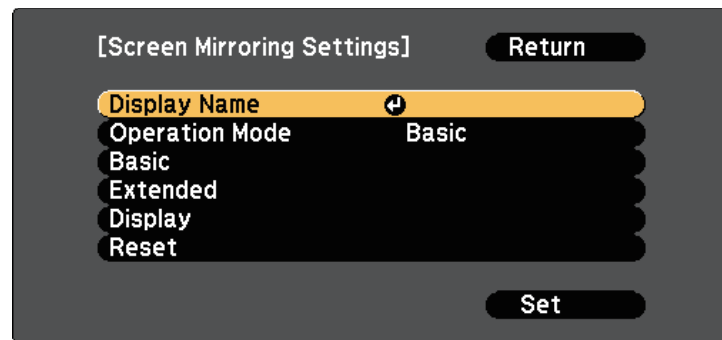 [Screen Mirroring Settings] Return
Display Name
Operation Mode Basic
Basic
Extended
Display
Reset
Set